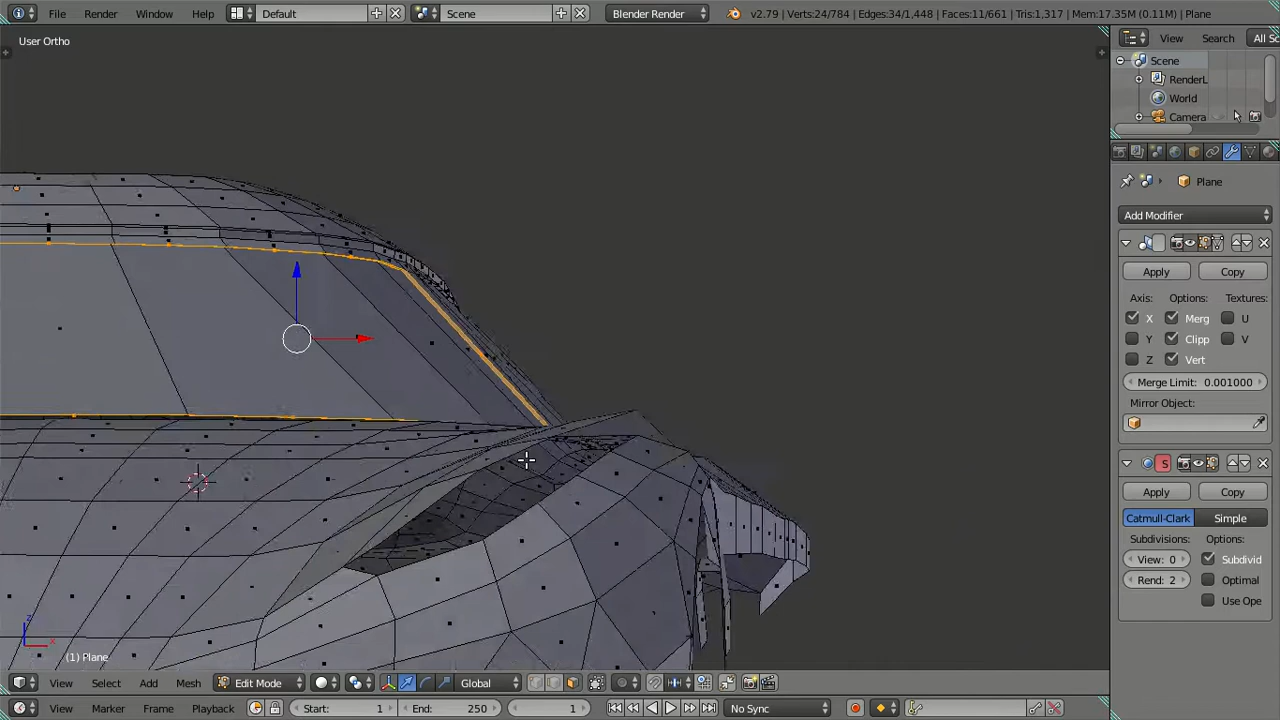 File Render Window Help Default Scene Blender Render v2.79 | Verts:24/784 | Edges:34/1,448 | Faces:11/661 | Tris:1,317 | Mem:17.35M (0.11M) | Plane
User Ortho
View Search All Sc
Scene
RenderL
World
Camera
Plane
Add Modifier
Apply Copy
Axis: Options: Textures:
X Merg U
Y Clipp V
Z Vert
Merge Limit: 0.001000
Mirror Object:
S
Apply Copy
Catmull-Clark Simple
Subdivisions: Options:
View: 0 Subdivid
Rend: 2 Optimal
Use Ope
z
x
(1) Plane
View Select Add Mesh Edit Mode Global
View Marker Frame Playback Start: 1 End: 250 1 No Sync